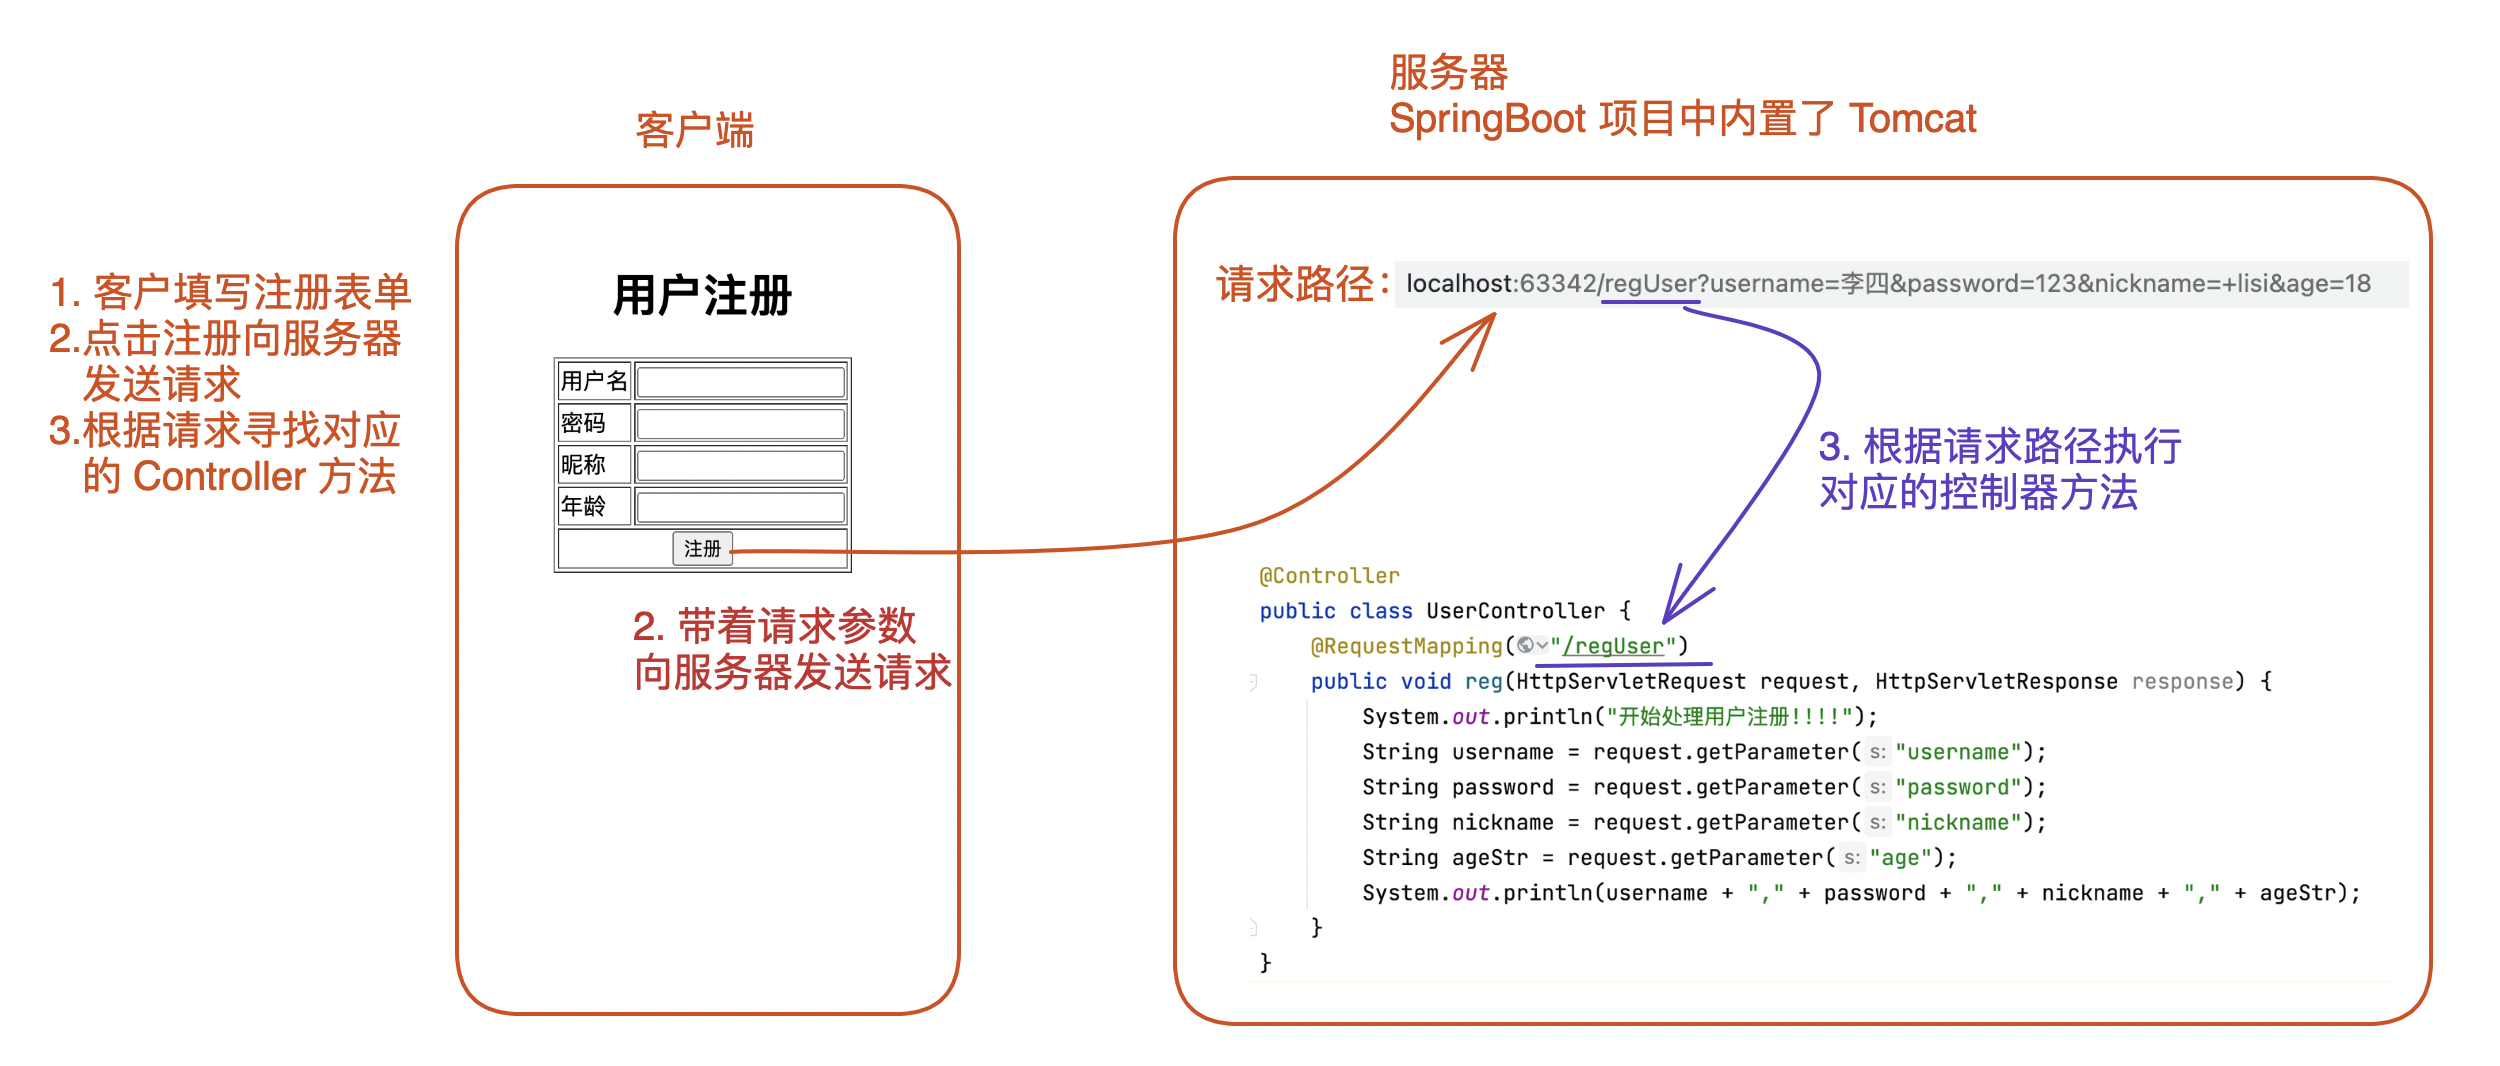 客户端
服务器
SpringBoot 项目中内置了 Tomcat
1. 客户填写注册表单
2.点击注册向服务器
发送请求
3.根据请求寻找对应
的 Controller 方法
用户注册
用户名
密码
昵称
年龄
注册
2. 带着请求参数
向服务器发送请求
请求路径：localhost:63342/regUser?username=李四&password=123&nickname=+lisi&age=18
3. 根据请求路径执行
对应的控制器方法
@Controller
public class UserController {
@RequestMapping("/regUser")
public void reg(HttpServletRequest request, HttpServletResponse response) {
System.out.println("开始处理用户注册!!!!");
String username = request.getParameter( s: "username");
String password = request.getParameter( s: "password");
String nickname = request.getParameter( s: "nickname");
String ageStr = request.getParameter( s: "age");
System.out.println(username + "," + password + "," + nickname + "," + ageStr);
}
}